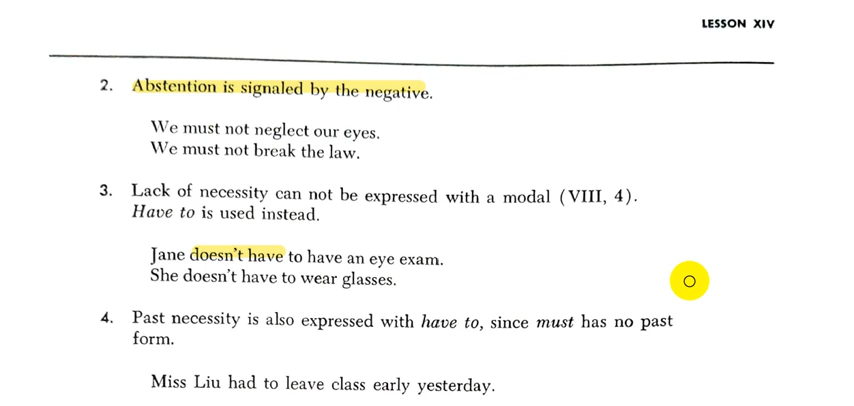 LESSON XIV
2. Abstention is signaled by the negative.
We must not neglect our eyes.
We must not break the law.
3. Lack of necessity can not be expressed with a modal (VIII, 4).
Have to is used instead.
Jane doesn't have to have an eye exam.
She doesn't have to wear glasses.
4. Past necessity is also expressed with have to, since must has no past
form.
Miss Liu had to leave class early yesterday.